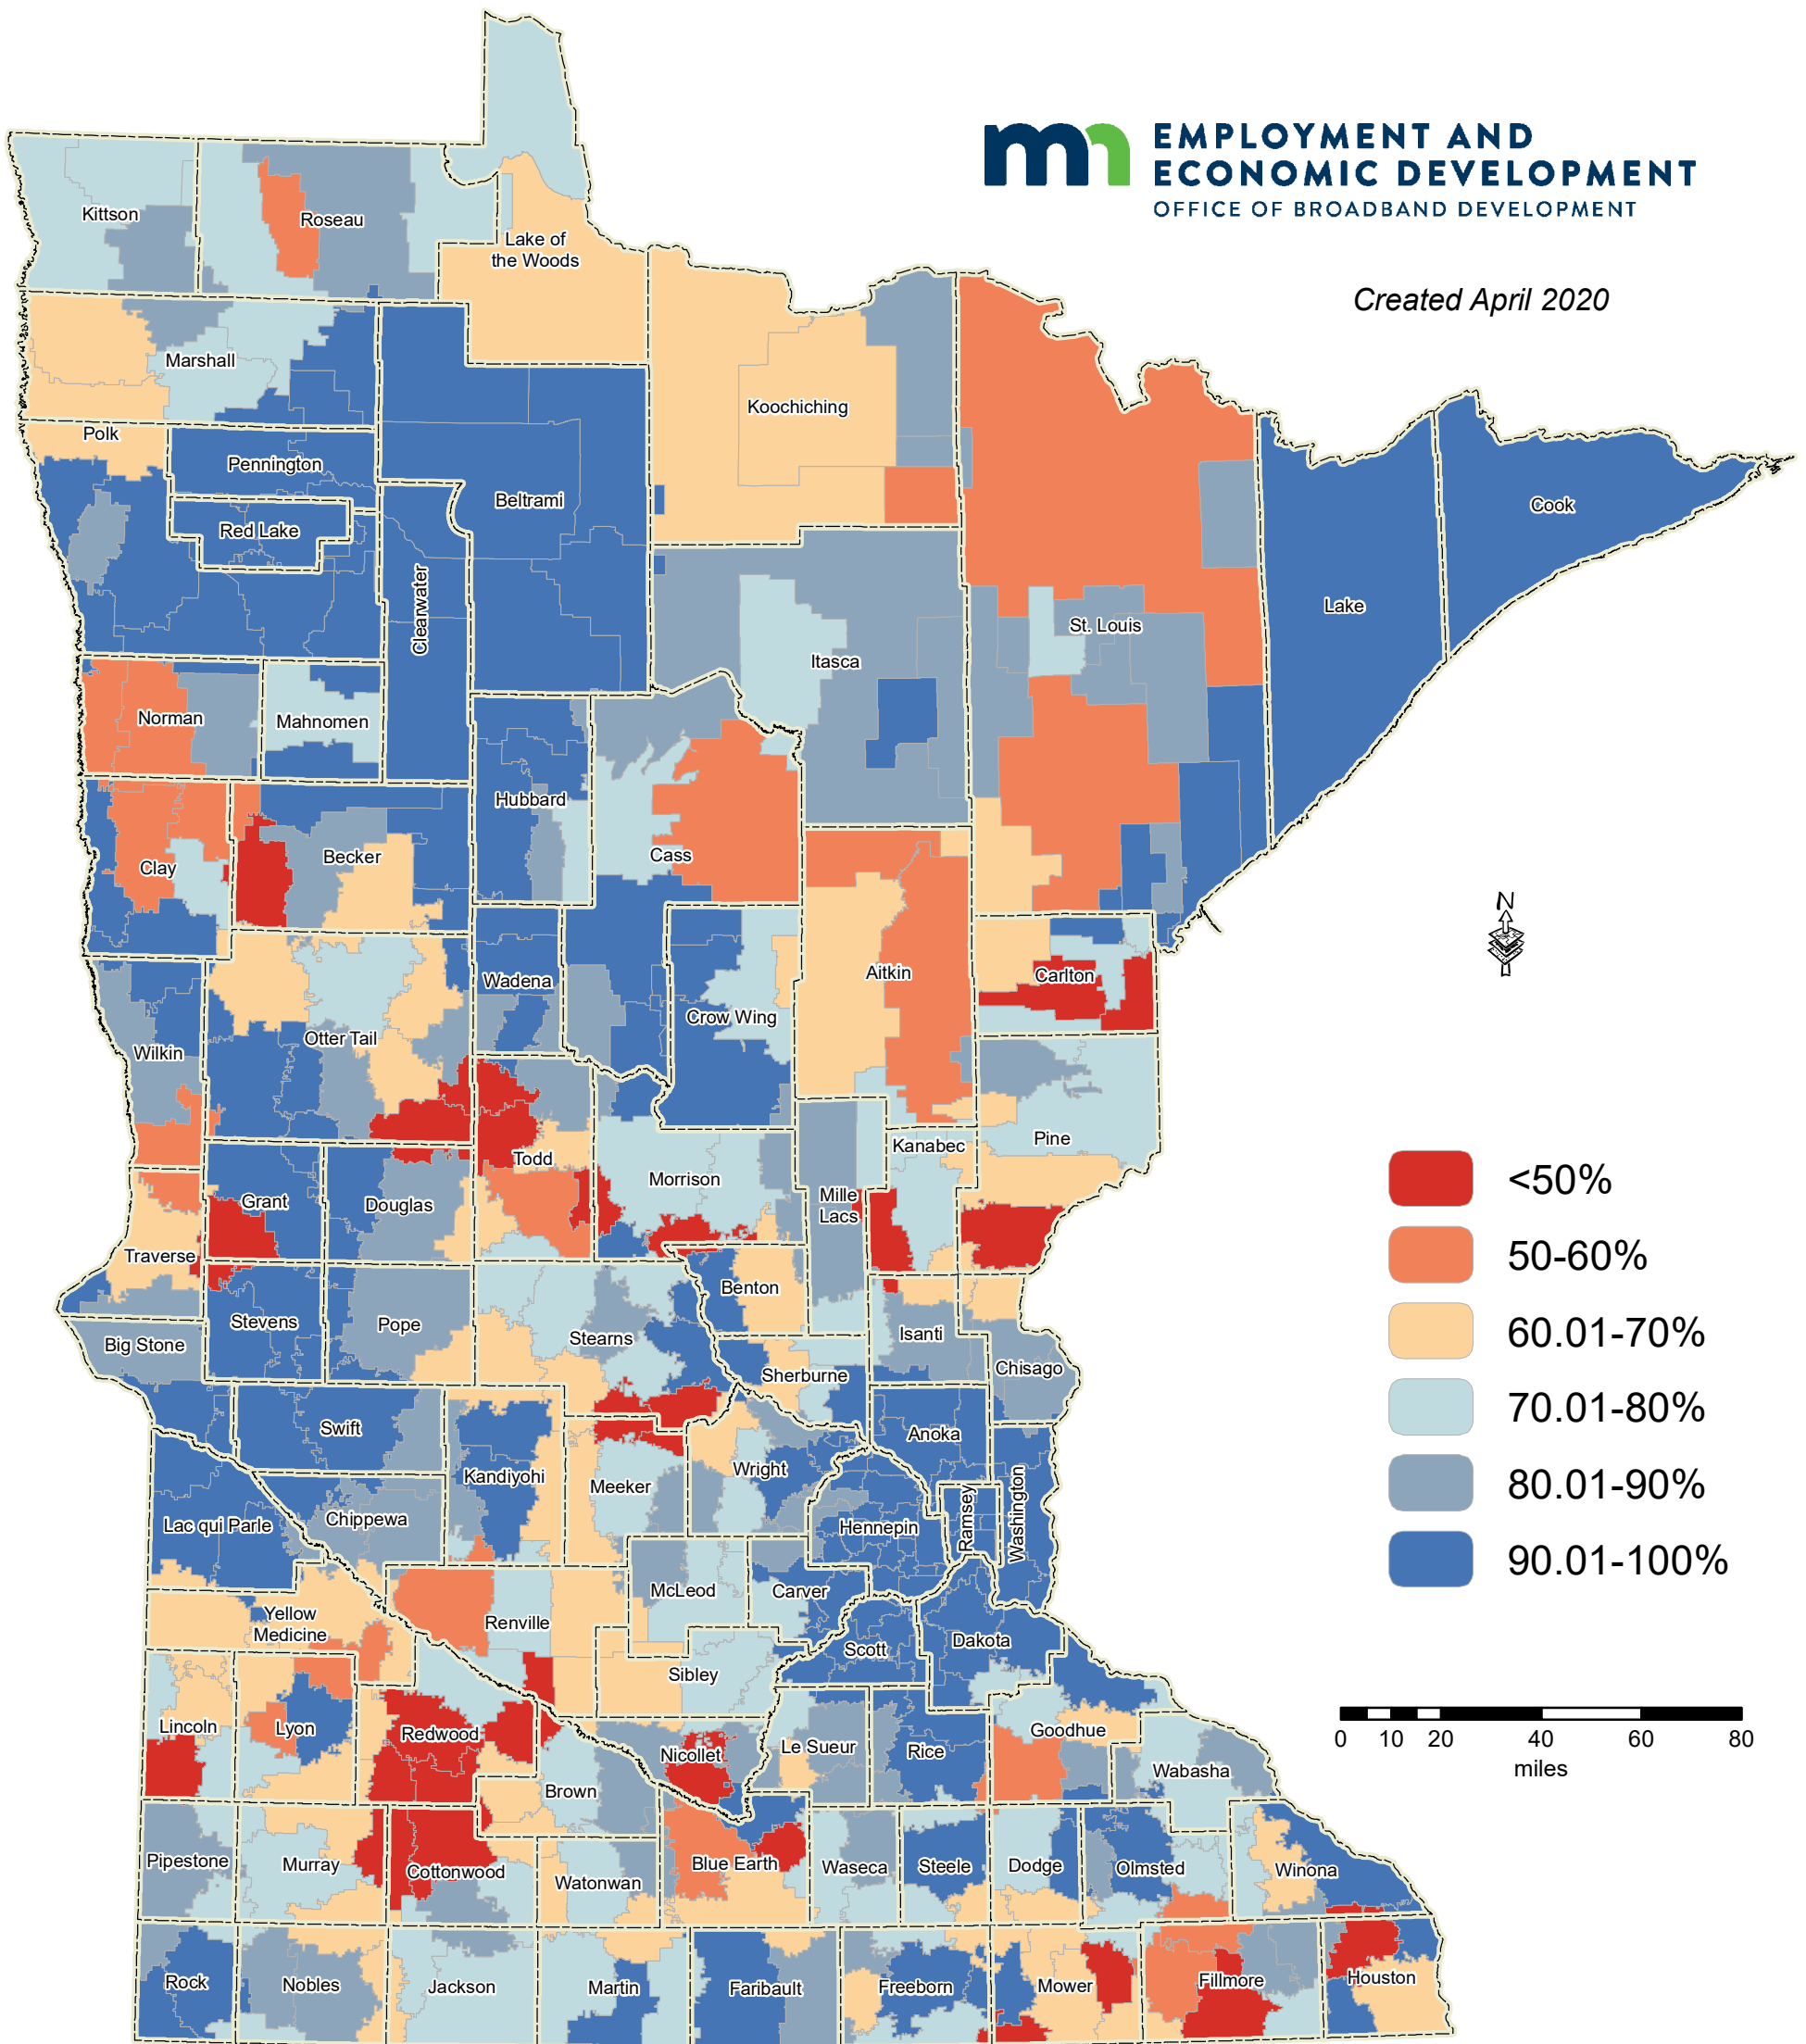 mn
EMPLOYMENT AND
ECONOMIC DEVELOPMENT
OFFICE OF BROADBAND DEVELOPMENT
Created April 2020
Kittson
Roseau
Lake of
the Woods
Marshall
Koochiching
Polk
Pennington
Beltrami
Cook
Red Lake
Clearwater
Lake
St. Louis
Itasca
Norman
Mahnomen
Hubbard
Cass
Becker
Clay
N
Aitkin
Carlton
Wadena
Crow Wing
Otter Tail
Wilkin
Pine
Kanabec
Todd
Morrison
Mille
Lacs
Grant
Douglas
Traverse
Benton
Stevens
Pope
Stearns
Isanti
Big Stone
Chisago
Sherburne
Swift
Anoka
Kandiyohi
Wright
Meeker
Washington
Ramsey
Hennepin
Lac qui Parle
Chippewa
McLeod
Carver
Yellow
Medicine
Renville
Dakota
Scott
Sibley
Lincoln
Lyon
Redwood
Goodhue
Nicollet
Le Sueur
Rice
Wabasha
Brown
Pipestone
Murray
Cottonwood
Watonwan
Blue Earth
Waseca
Steele
Dodge
Olmsted
Winona
Rock
Nobles
Jackson
Martin
Faribault
Freeborn
Mower
Fillmore
Houston
<50%
50-60%
60.01-70%
70.01-80%
80.01-90%
90.01-100%
0 10 20 40 60 80
miles